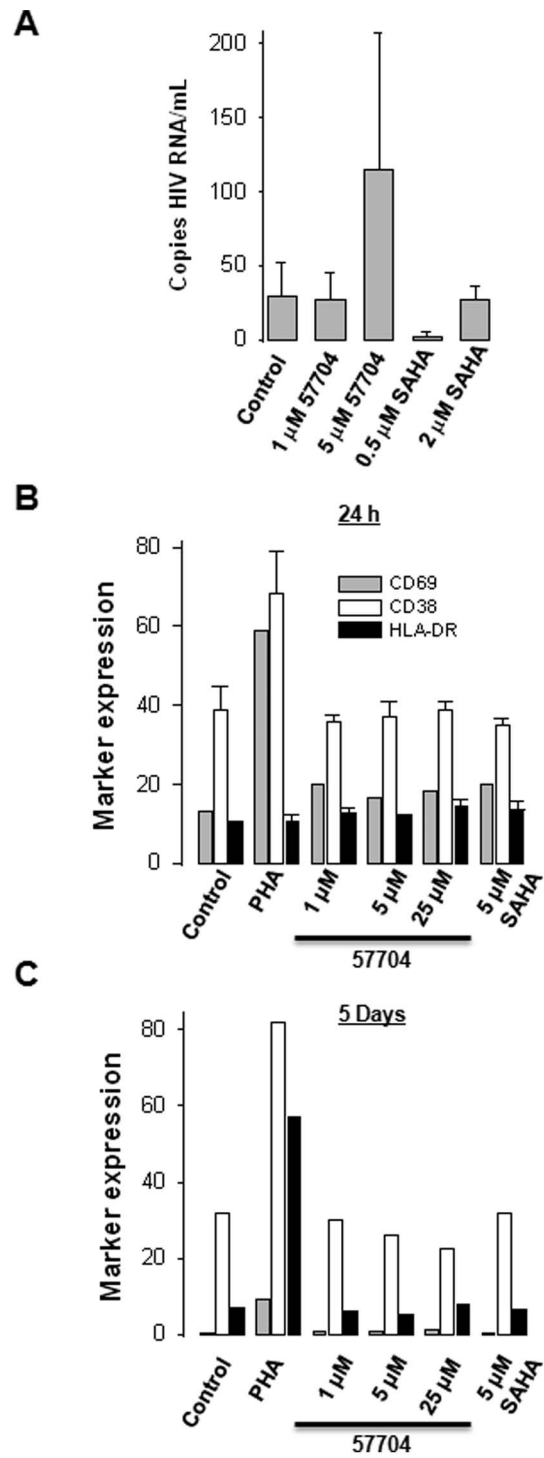 A
Copies HIV RNA/mL
200
150
100
50
0
Control
1 µM 57704
5 µM 57704
0.5 µM SAHA
2 µM SAHA
B
24 h
Marker expression
80
60
40
20
0
CD69
CD38
HLA-DR
Control
PHA
1 µM
5 µM
25 µM
5 µM
SAHA
57704
C
5 Days
Marker expression
80
60
40
20
0
Control
PHA
1 µM
5 µM
25 µM
5 µM
SAHA
57704